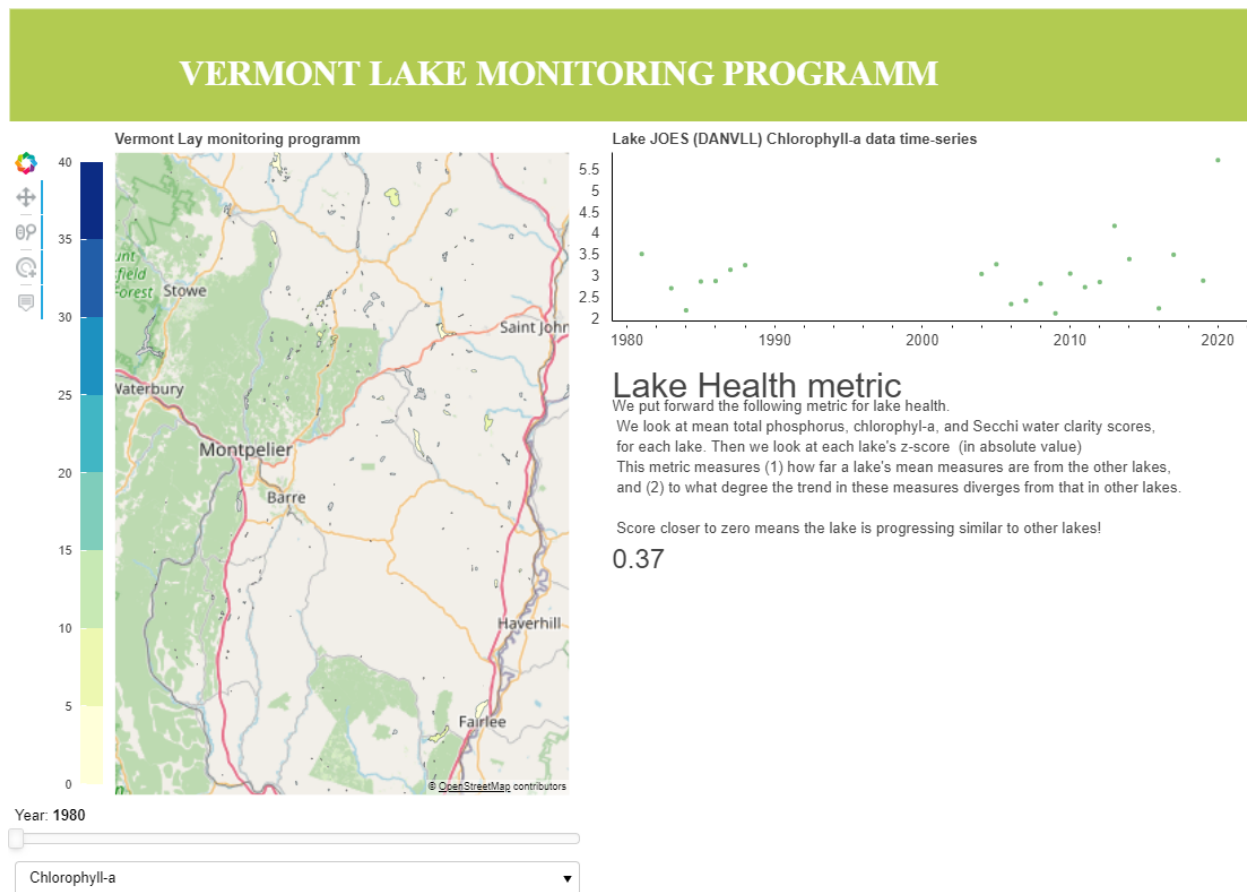 VERMONT LAKE MONITORING PROGRAMM
Vermont Lay monitoring programm
40
35
30
25
20
15
10
5
0
unt
field
Forest
Stowe
Saint John
Waterbury
Montpelier
Barre
Haverhill
Fairlee
© OpenStreetMap contributors
Year: 1980
Chlorophyll-a
Lake JOES (DANVLL) Chlorophyll-a data time-series
5.5
5
4.5
4
3.5
3
2.5
2
1980 1990 2000 2010 2020
Lake Health metric
We put forward the following metric for lake health.
We look at mean total phosphorus, chlorophyl-a, and Secchi water clarity scores,
for each lake. Then we look at each lake's z-score (in absolute value)
This metric measures (1) how far a lake's mean measures are from the other lakes,
and (2) to what degree the trend in these measures diverges from that in other lakes.
Score closer to zero means the lake is progressing similar to other lakes!
0.37